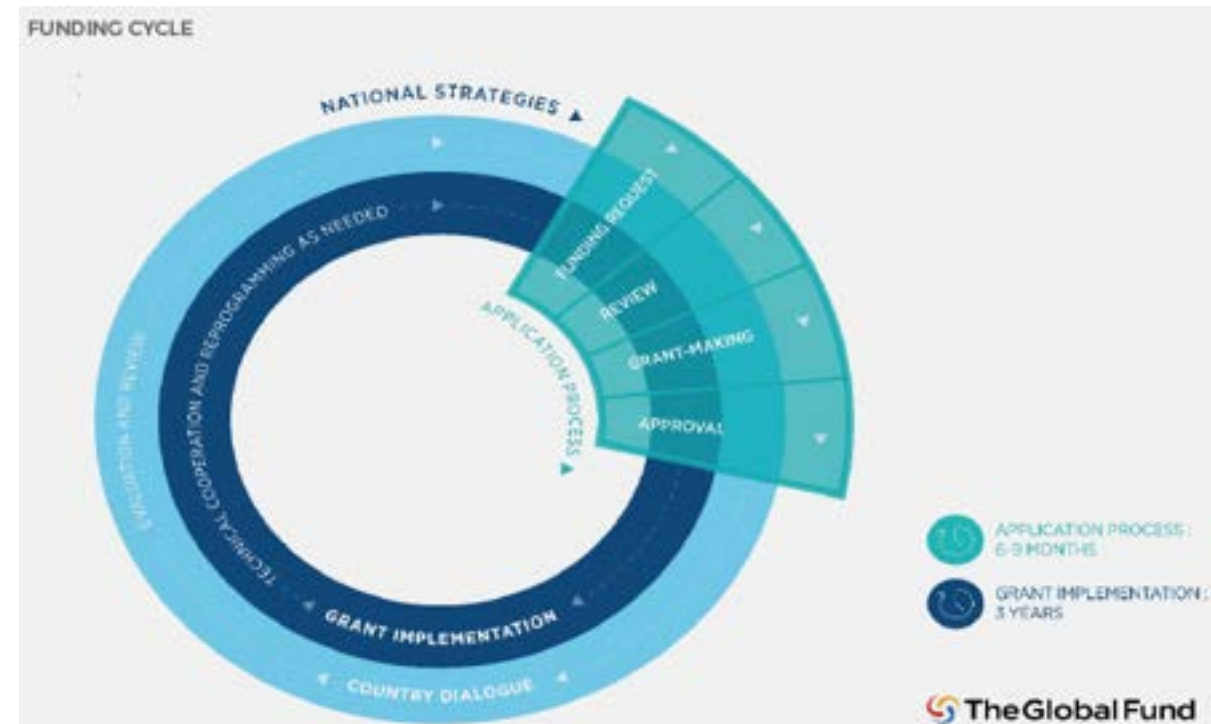 FUNDING CYCLE
NATIONAL STRATEGIES
FUNDING REQUEST
REVIEW
GRANT-MAKING
APPROVAL
APPLICATION PROCESS
TECHNICAL COOPERATION AND REPROGRAMMING AS NEEDED
EVALUATION AND REVIEW
GRANT IMPLEMENTATION
COUNTRY DIALOGUE
APPLICATION PROCESS :
6-9 MONTHS
GRANT IMPLEMENTATION :
3 YEARS
The Global Fund